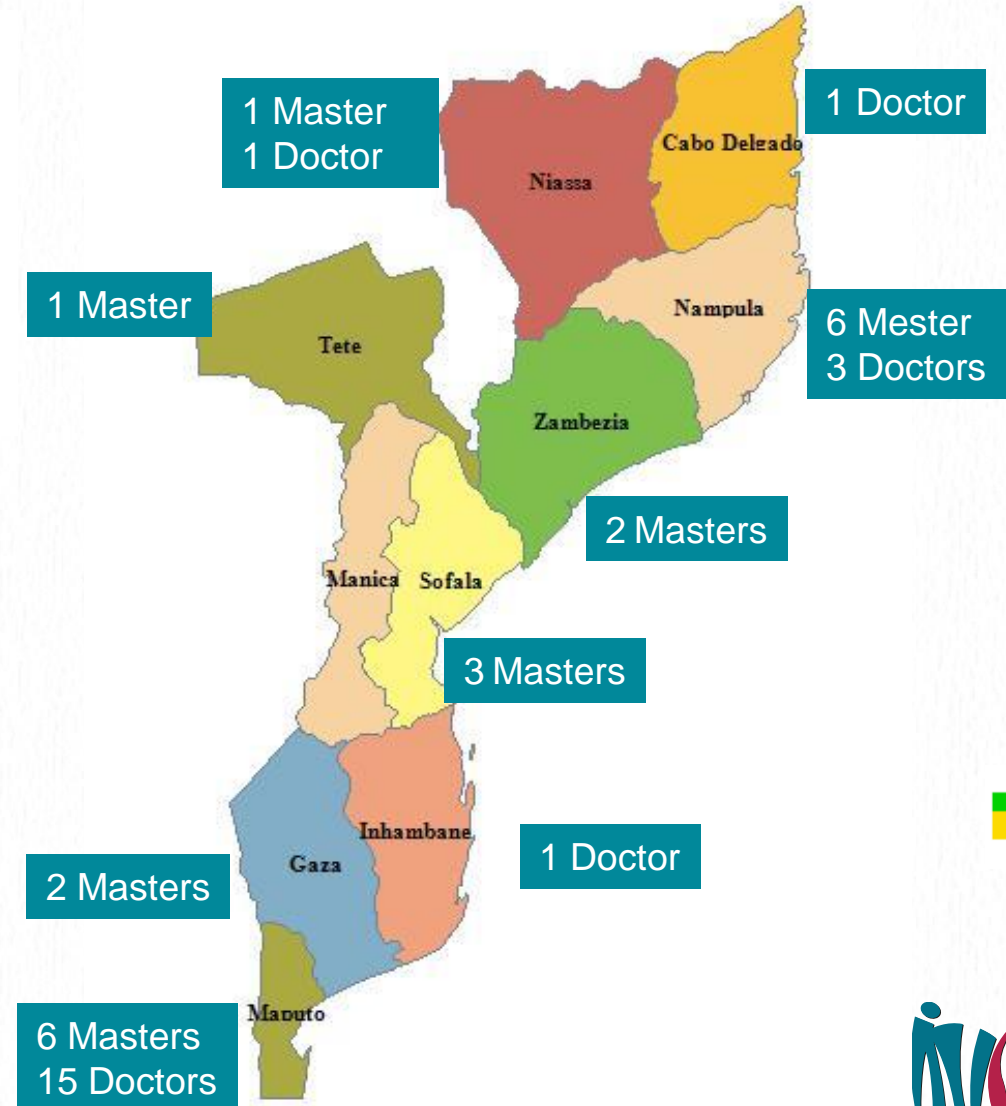 1 Master
1 Doctor
1 Doctor
Cabo Delgado
Niassa
1 Master
Nampula
6 Mester
3 Doctors
Tete
Zambezia
2 Masters
Manica
Sofala
3 Masters
Inhambane
1 Doctor
Gaza
2 Masters
Maputo
6 Masters
15 Doctors